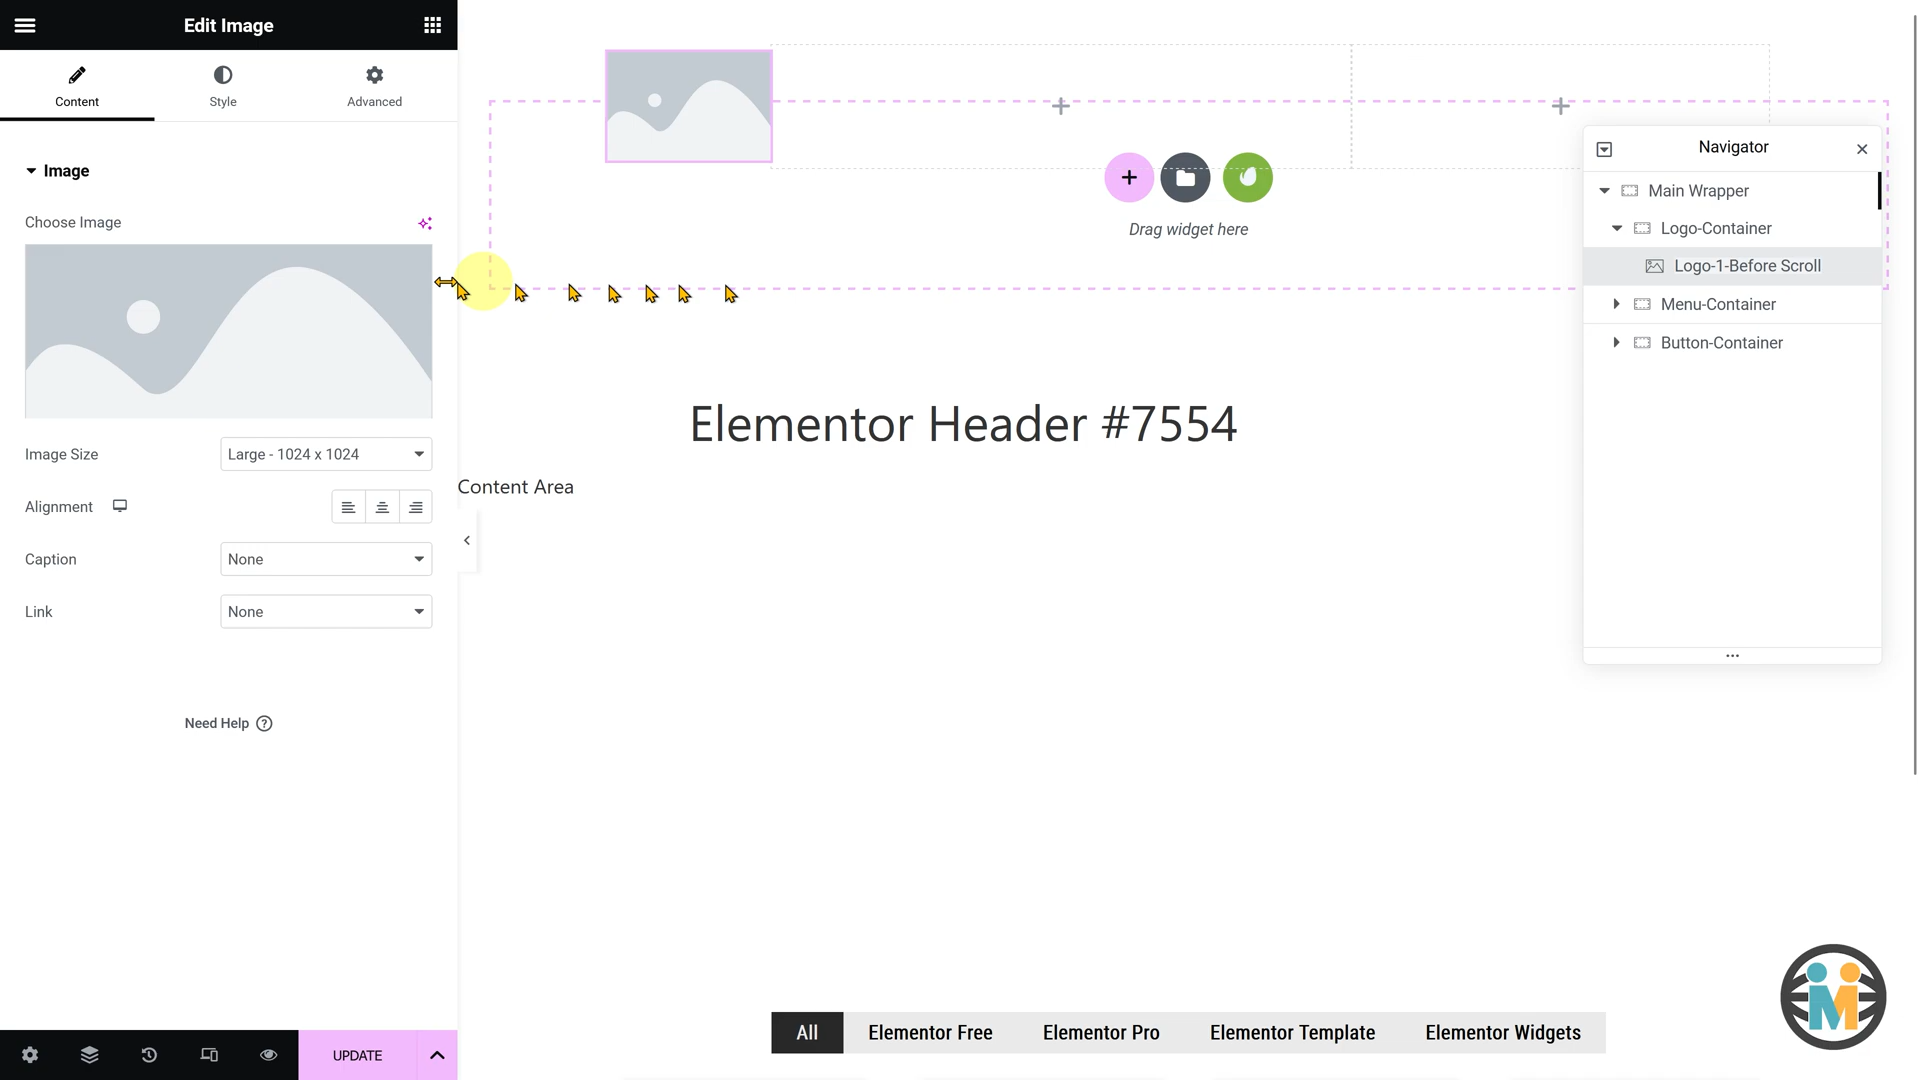 Edit Image
Content
Style
Advanced
Image
Choose Image
Image Size
Large - 1024 x 1024
Alignment
Caption
None
Link
None
Need Help ?
UPDATE
Drag widget here
Elementor Header #7554
Content Area
Navigator
Main Wrapper
Logo-Container
Logo-1-Before Scroll
Menu-Container
Button-Container
All
Elementor Free
Elementor Pro
Elementor Template
Elementor Widgets
M